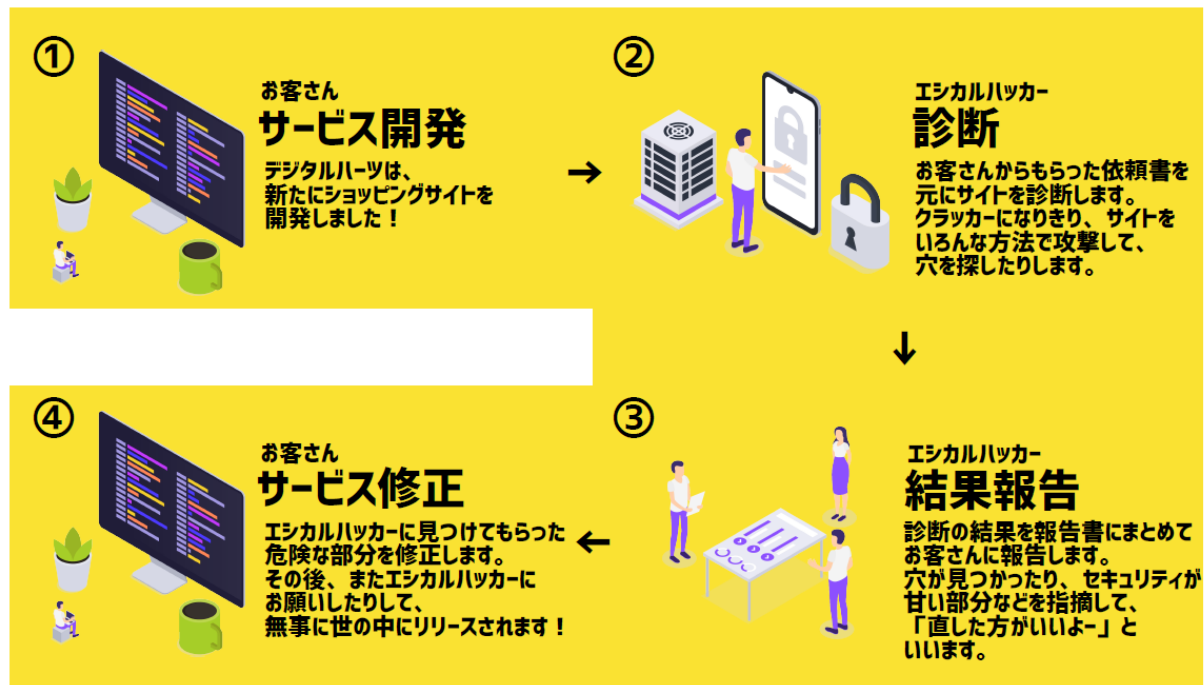 ①
お客さん
サービス開発
デジタルハーツは、
新たにショッピングサイトを
開発しました！
→
②
エシカルハッカー
診断
お客さんからもらった依頼書を
元にサイトを診断します。
クラッカーになりきり、サイトを
いろんな方法で攻撃して、
穴を探したりします。
↓
③
エシカルハッカー
結果報告
診断の結果を報告書にまとめて
お客さんに報告します。
穴が見つかったり、セキュリティが
甘い部分などを指摘して、
「直した方がいいよー」と
いいます。
←
④
お客さん
サービス修正
エシカルハッカーに見つけてもらった
危険な部分を修正します。
その後、またエシカルハッカーに
お願いしたりして、
無事に世の中にリリースされます！